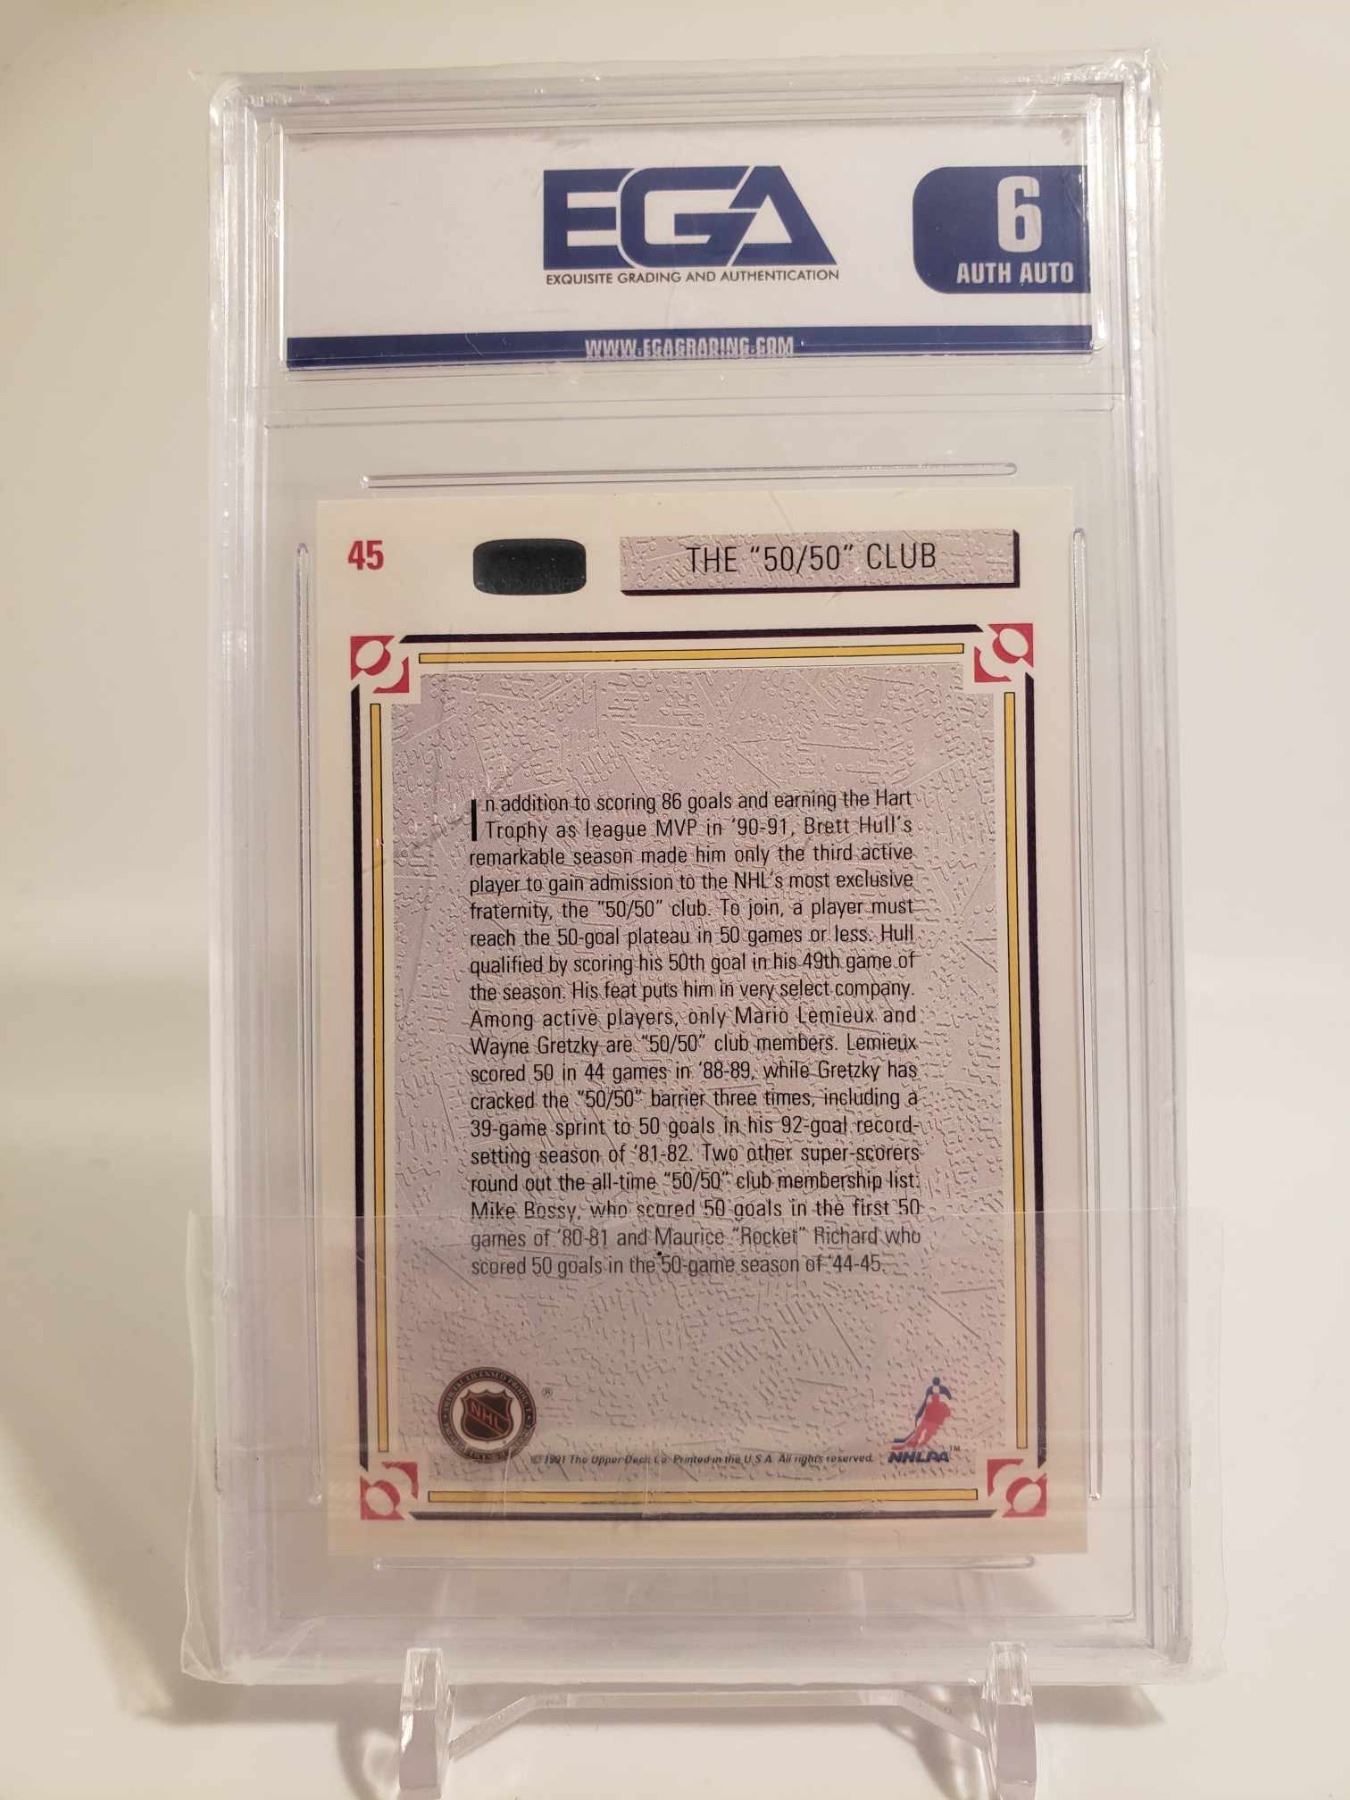 EGA
EXQUISITE GRADING AND AUTHENTICATION
6
AUTH AUTO
WWW.EGAGRADING.COM
45
THE "50/50" CLUB
In addition to scoring 86 goals and earning the Hart
Trophy as league MVP in '90-91, Brett Hull's
remarkable season made him only the third active
player to gain admission to the NHL's most exclusive
fraternity, the "50/50" club. To join, a player must
reach the 50-goal plateau in 50 games or less. Hull
qualified by scoring his 50th goal in his 49th game of
the season. His feat puts him in very select company.
Among active players, only Mario Lemieux and
Wayne Gretzky are "50/50" club members. Lemieux
scored 50 in 44 games in '88-89, while Gretzky has
cracked the "50/50" barrier three times, including a
39-game sprint to 50 goals in his 92-goal record-
setting season of '81-82. Two other super-scorers
round out the all-time "50/50" club membership list:
Mike Bossy, who scored 50 goals in the first 50
games of '80-81 and Maurice "Rocket" Richard who
scored 50 goals in the 50-game season of '44-45.
NHL
®
© 1991 The Upper Deck Co. Printed in the U.S.A. All rights reserved.
NHLPA™